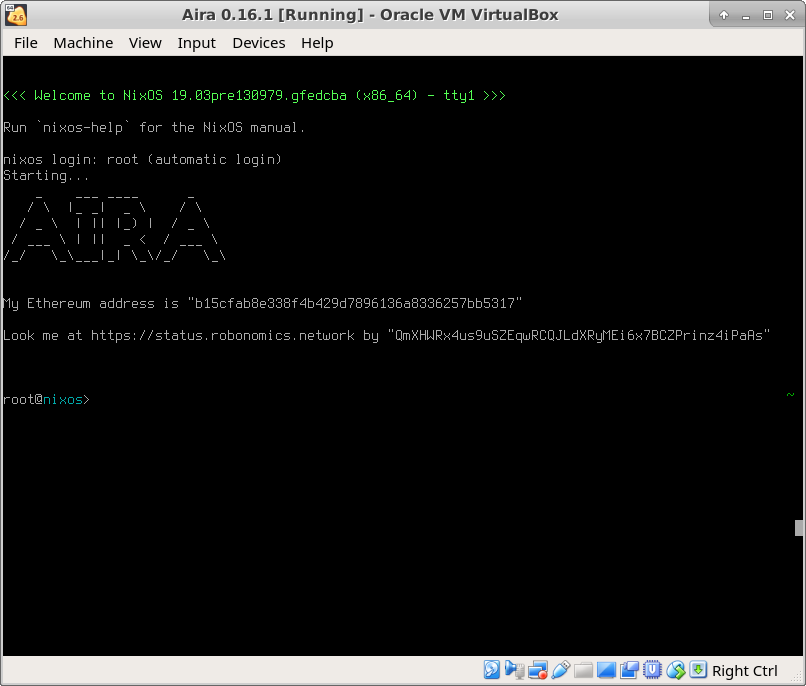 Aira 0.16.1 [Running] - Oracle VM VirtualBox
File Machine View Input Devices Help
<<< Welcome to NixOS 19.03pre130979.gfedcba (x86_64) - tty1 >>>
Run `nixos-help` for the NixOS manual.
nixos login: root (automatic login)
Starting...
AIRA
My Ethereum address is "b15cfab8e338f4b429d7896136a8336257bb5317"
Look me at https://status.robonomics.network by "QmXHWRx4us9uSZEqwRCQJLdXRyMEi6x7BCZPrinz4iPaAs"
root@nixos> ~
Right Ctrl